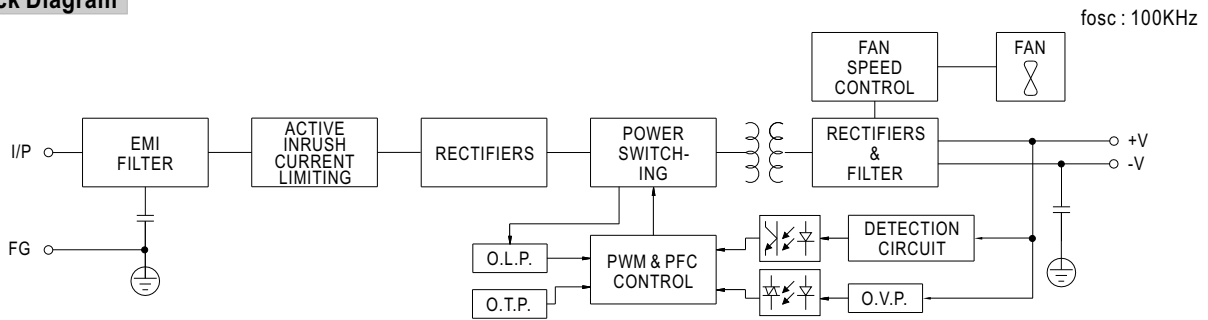 ck Diagram
fosc : 100KHz
FAN
SPEED
CONTROL
FAN
I/P
EMI
FILTER
ACTIVE
INRUSH
CURRENT
LIMITING
RECTIFIERS
POWER
SWITCH-
ING
RECTIFIERS
&
FILTER
+V
-V
FG
O.L.P.
O.T.P.
PWM & PFC
CONTROL
DETECTION
CIRCUIT
O.V.P.